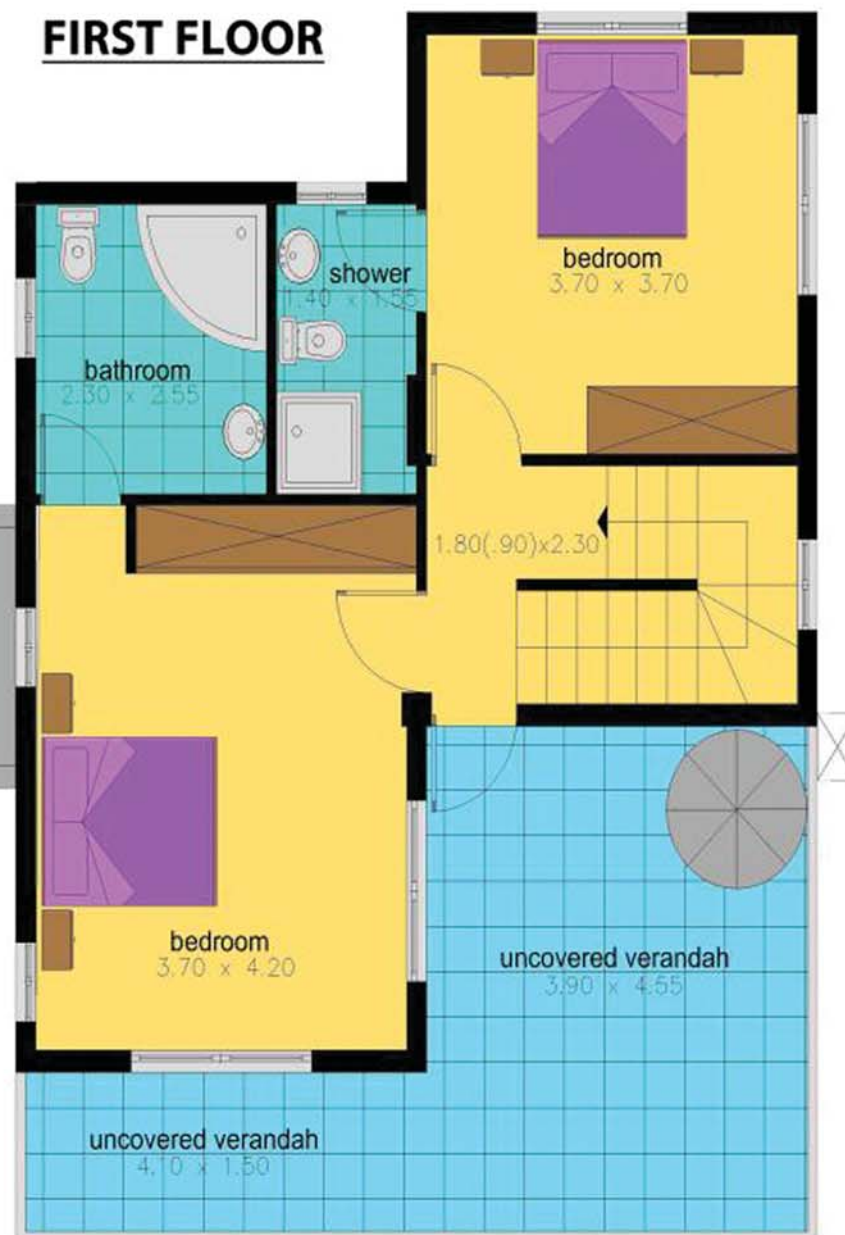 FIRST FLOOR
bedroom
3.70 x 3.70
shower
1.40 x 1.55
bathroom
2.30 x 2.55
1.80(.90)x2.30
bedroom
3.70 x 4.20
uncovered verandah
3.90 x 4.55
uncovered verandah
4.10 x 1.50